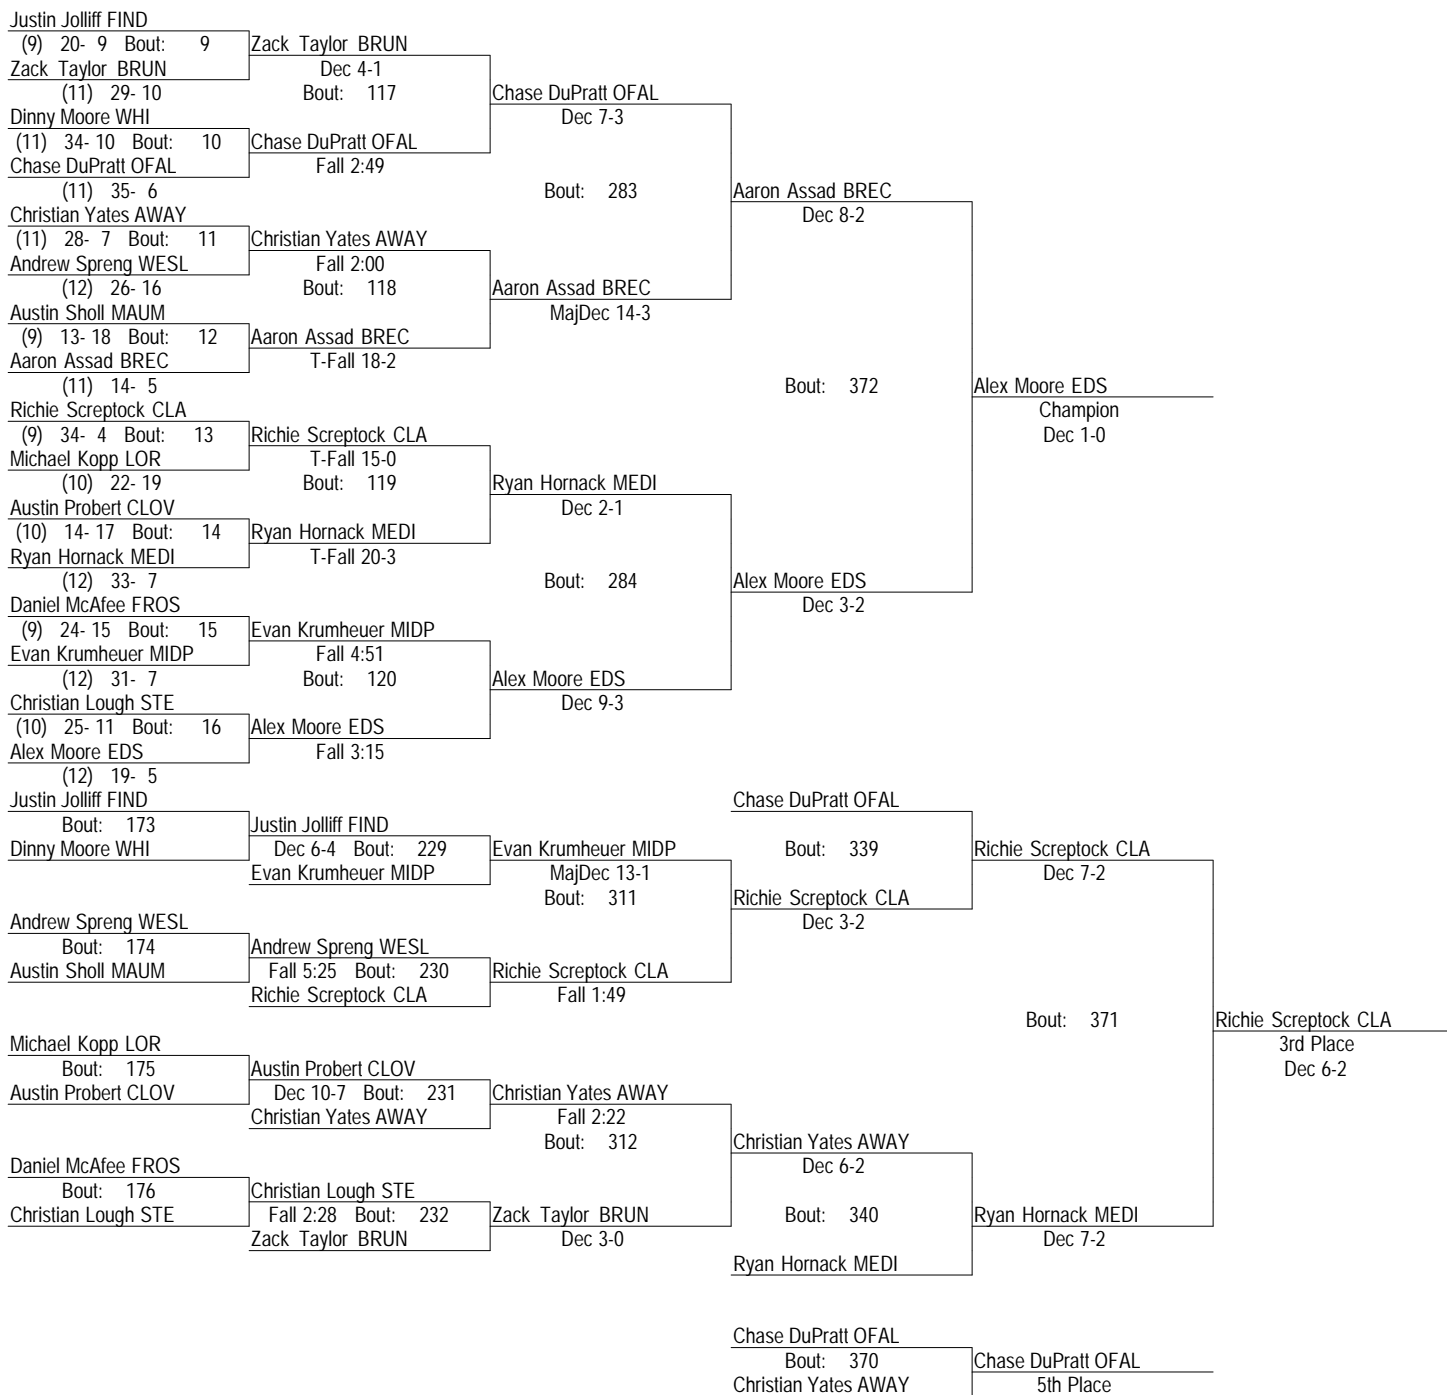 Justin Jolliff FIND
(9) 20- 9 Bout: 9 Zack Taylor BRUN
Zack Taylor BRUN Dec 4-1
(11) 29- 10 Bout: 117 Chase DuPratt OFAL
Dinny Moore WHI Dec 7-3
(11) 34- 10 Bout: 10 Chase DuPratt OFAL
Chase DuPratt OFAL Fall 2:49
(11) 35- 6 Bout: 283 Aaron Assad BREC
Christian Yates AWAY Dec 8-2
(11) 28- 7 Bout: 11 Christian Yates AWAY
Andrew Spreng WESL Fall 2:00
(12) 26- 16 Bout: 118 Aaron Assad BREC
Austin Sholl MAUM MajDec 14-3
(9) 13- 18 Bout: 12 Aaron Assad BREC
Aaron Assad BREC T-Fall 18-2
(11) 14- 5 Bout: 372 Alex Moore EDS
Richie Screptock CLA Champion
(9) 34- 4 Bout: 13 Richie Screptock CLA Dec 1-0
Michael Kopp LOR T-Fall 15-0
(10) 22- 19 Bout: 119 Ryan Hornack MEDI
Austin Probert CLOV Dec 2-1
(10) 14- 17 Bout: 14 Ryan Hornack MEDI
Ryan Hornack MEDI T-Fall 20-3
(12) 33- 7 Bout: 284 Alex Moore EDS
Daniel McAfee FROS Dec 3-2
(9) 24- 15 Bout: 15 Evan Krumheuer MIDP
Evan Krumheuer MIDP Fall 4:51
(12) 31- 7 Bout: 120 Alex Moore EDS
Christian Lough STE Dec 9-3
(10) 25- 11 Bout: 16 Alex Moore EDS
Alex Moore EDS Fall 3:15
(12) 19- 5
Justin Jolliff FIND Chase DuPratt OFAL
Bout: 173 Justin Jolliff FIND
Dinny Moore WHI Dec 6-4 Bout: 229 Evan Krumheuer MIDP Bout: 339 Richie Screptock CLA
Evan Krumheuer MIDP MajDec 13-1 Dec 7-2
Bout: 311 Richie Screptock CLA
Andrew Spreng WESL Dec 3-2
Bout: 174 Andrew Spreng WESL
Austin Sholl MAUM Fall 5:25 Bout: 230 Richie Screptock CLA
Richie Screptock CLA Fall 1:49
Bout: 371 Richie Screptock CLA
Michael Kopp LOR 3rd Place
Bout: 175 Austin Probert CLOV Dec 6-2
Austin Probert CLOV Dec 10-7 Bout: 231 Christian Yates AWAY
Christian Yates AWAY Fall 2:22
Bout: 312 Christian Yates AWAY
Daniel McAfee FROS Dec 6-2
Bout: 176 Christian Lough STE
Christian Lough STE Fall 2:28 Bout: 232 Zack Taylor BRUN Bout: 340 Ryan Hornack MEDI
Zack Taylor BRUN Dec 3-0 Dec 7-2
Ryan Hornack MEDI
Chase DuPratt OFAL
Bout: 370 Chase DuPratt OFAL
Christian Yates AWAY 5th Place